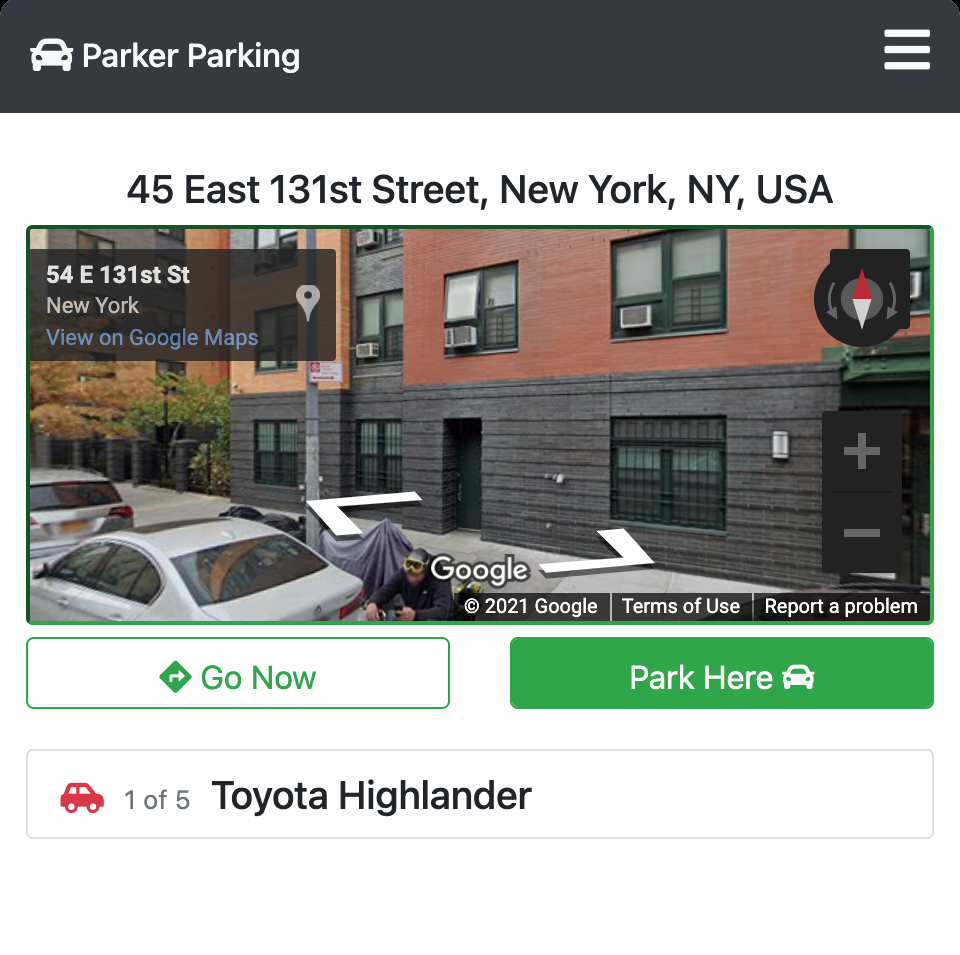 Parker Parking
45 East 131st Street, New York, NY, USA
54 E 131st St
New York
View on Google Maps
Google
© 2021 Google
Terms of Use
Report a problem
Go Now
Park Here
1 of 5 Toyota Highlander